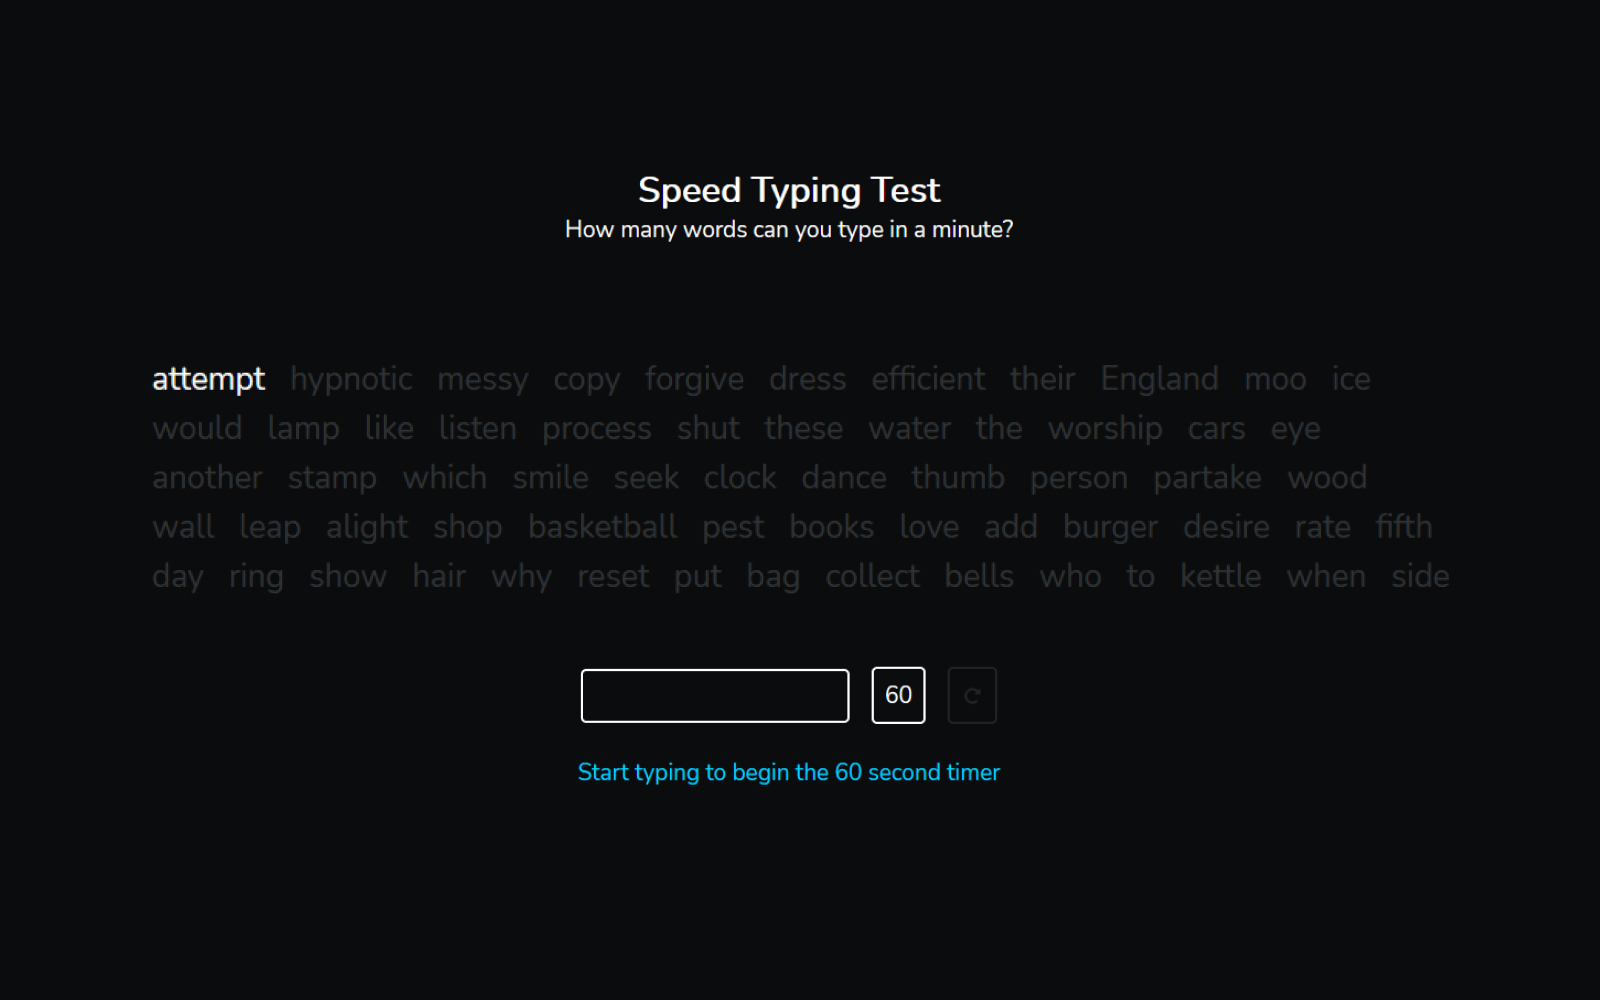 Speed Typing Test
How many words can you type in a minute?
attempt hypnotic messy copy forgive dress efficient their England moo ice
would lamp like listen process shut these water the worship cars eye
another stamp which smile seek clock dance thumb person partake wood
wall leap alight shop basketball pest books love add burger desire rate fifth
day ring show hair why reset put bag collect bells who to kettle when side
60
Start typing to begin the 60 second timer